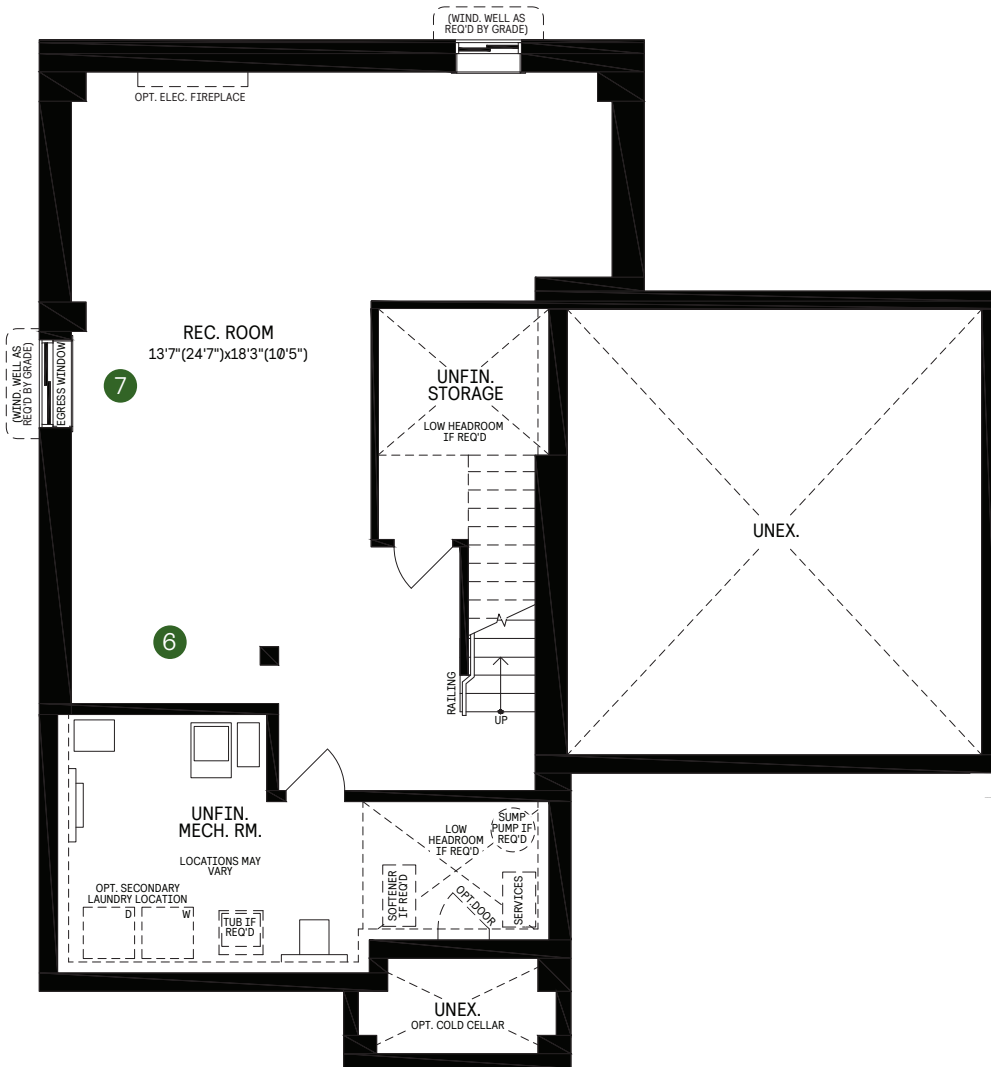 (WIND. WELL AS
REQ'D BY GRADE)
OPT. ELEC. FIREPLACE
REC. ROOM
13'7"(24'7")x18'3"(10'5")
(WIND. WELL AS
REQ'D BY GRADE)
EGRESS WINDOW
7
UNFIN.
STORAGE
LOW HEADROOM
IF REQ'D
UNEX.
6
RAILING
UP
UNFIN.
MECH. RM.
LOCATIONS MAY
VARY
OPT. SECONDARY
LAUNDRY LOCATION
D
W
TUB IF
REQ'D
LOW
HEADROOM
IF REQ'D
SUMP
PUMP IF
REQ'D
SOFTENER
IF REQ'D
OPT.DOOR
SERVICES
UNEX.
OPT. COLD CELLAR